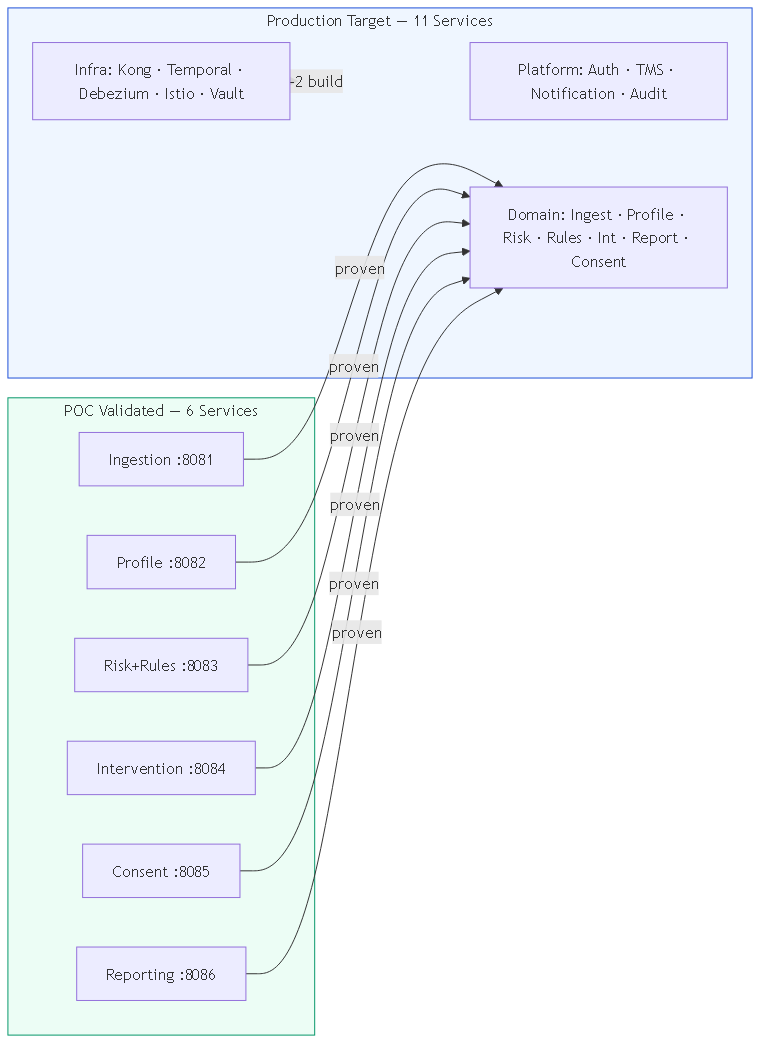 Production Target — 11 Services
Infra: Kong · Temporal ·
Debezium · Istio · Vault
-2 build
Platform: Auth · TMS ·
Notification · Audit
Domain: Ingest · Profile ·
Risk · Rules · Int · Report ·
Consent
proven
proven
proven
proven
proven
proven
POC Validated — 6 Services
Ingestion :8081
Profile :8082
Risk+Rules :8083
Intervention :8084
Consent :8085
Reporting :8086